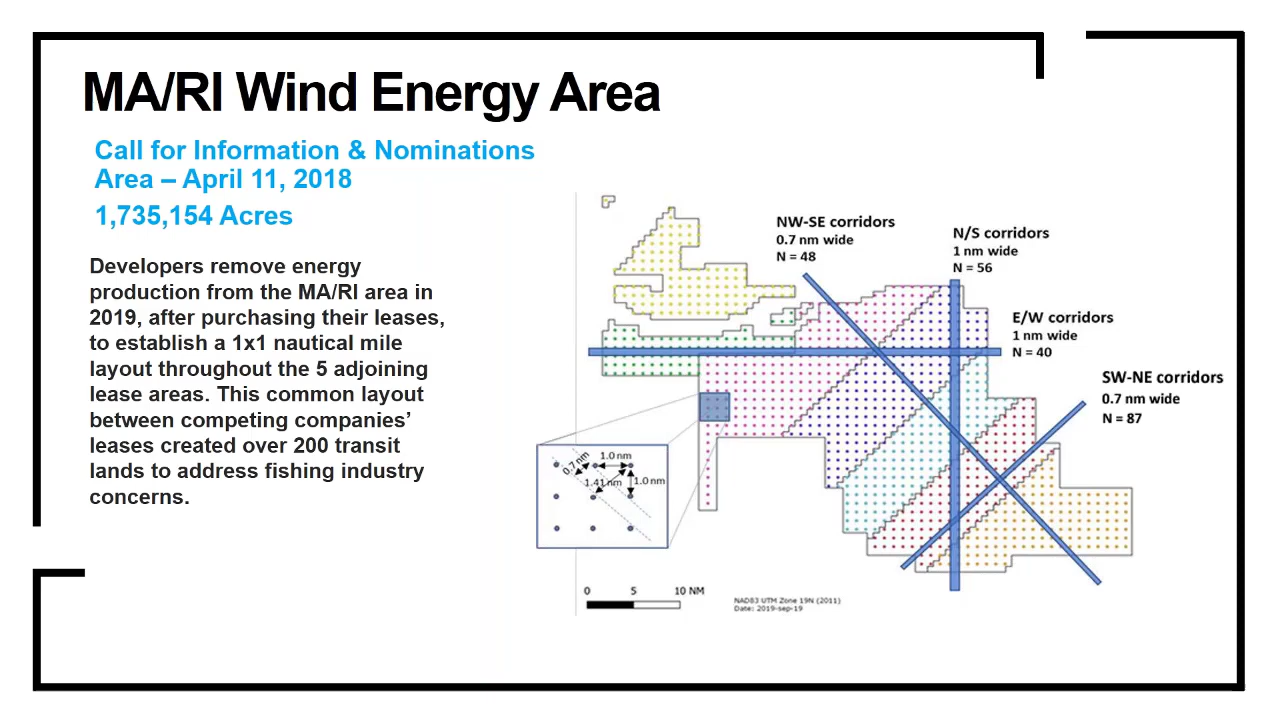 MA/RI Wind Energy Area
Call for Information & Nominations
Area – April 11, 2018
1,735,154 Acres
Developers remove energy
production from the MA/RI area in
2019, after purchasing their leases,
to establish a 1x1 nautical mile
layout throughout the 5 adjoining
lease areas. This common layout
between competing companies’
leases created over 200 transit
lands to address fishing industry
concerns.
NW-SE corridors
0.7 nm wide
N = 48
N/S corridors
1 nm wide
N = 56
E/W corridors
1 nm wide
N = 40
SW-NE corridors
0.7 nm wide
N = 87
0.7 nm
1.0 nm
1.41 nm
1.0 nm
0 5 10 NM
NAD83 UTM Zone 19N (2011)
Date: 2019-sep-19